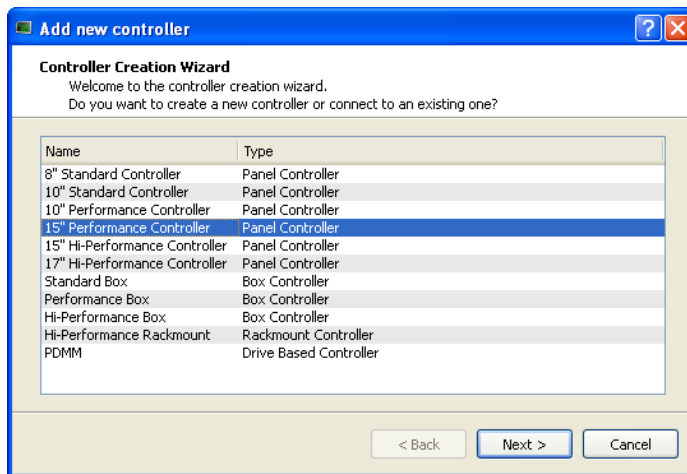 Add new controller
Controller Creation Wizard
Welcome to the controller creation wizard.
Do you want to create a new controller or connect to an existing one?
Name Type
8" Standard Controller Panel Controller
10" Standard Controller Panel Controller
10" Performance Controller Panel Controller
15" Performance Controller Panel Controller
15" Hi-Performance Controller Panel Controller
17" Hi-Performance Controller Panel Controller
Standard Box Box Controller
Performance Box Box Controller
Hi-Performance Box Box Controller
Hi-Performance Rackmount Rackmount Controller
PDMM Drive Based Controller
< Back Next > Cancel